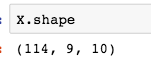 X.shape
(114, 9, 10)